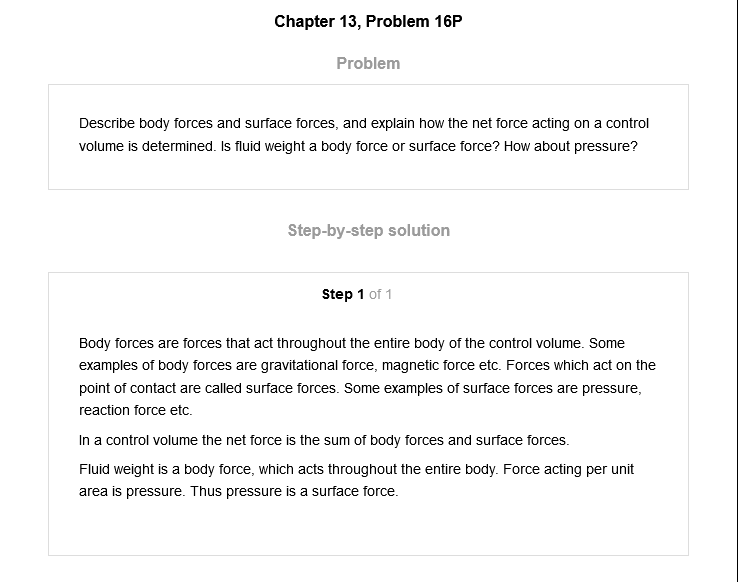 Chapter 13, Problem 16P
Problem
Describe body forces and surface forces, and explain how the net force acting on a control
volume is determined. Is fluid weight a body force or surface force? How about pressure?
Step-by-step solution
Step 1 of 1
Body forces are forces that act throughout the entire body of the control volume. Some
examples of body forces are gravitational force, magnetic force etc. Forces which act on the
point of contact are called surface forces. Some examples of surface forces are pressure,
reaction force etc.
In a control volume the net force is the sum of body forces and surface forces.
Fluid weight is a body force, which acts throughout the entire body. Force acting per unit
area is pressure. Thus pressure is a surface force.